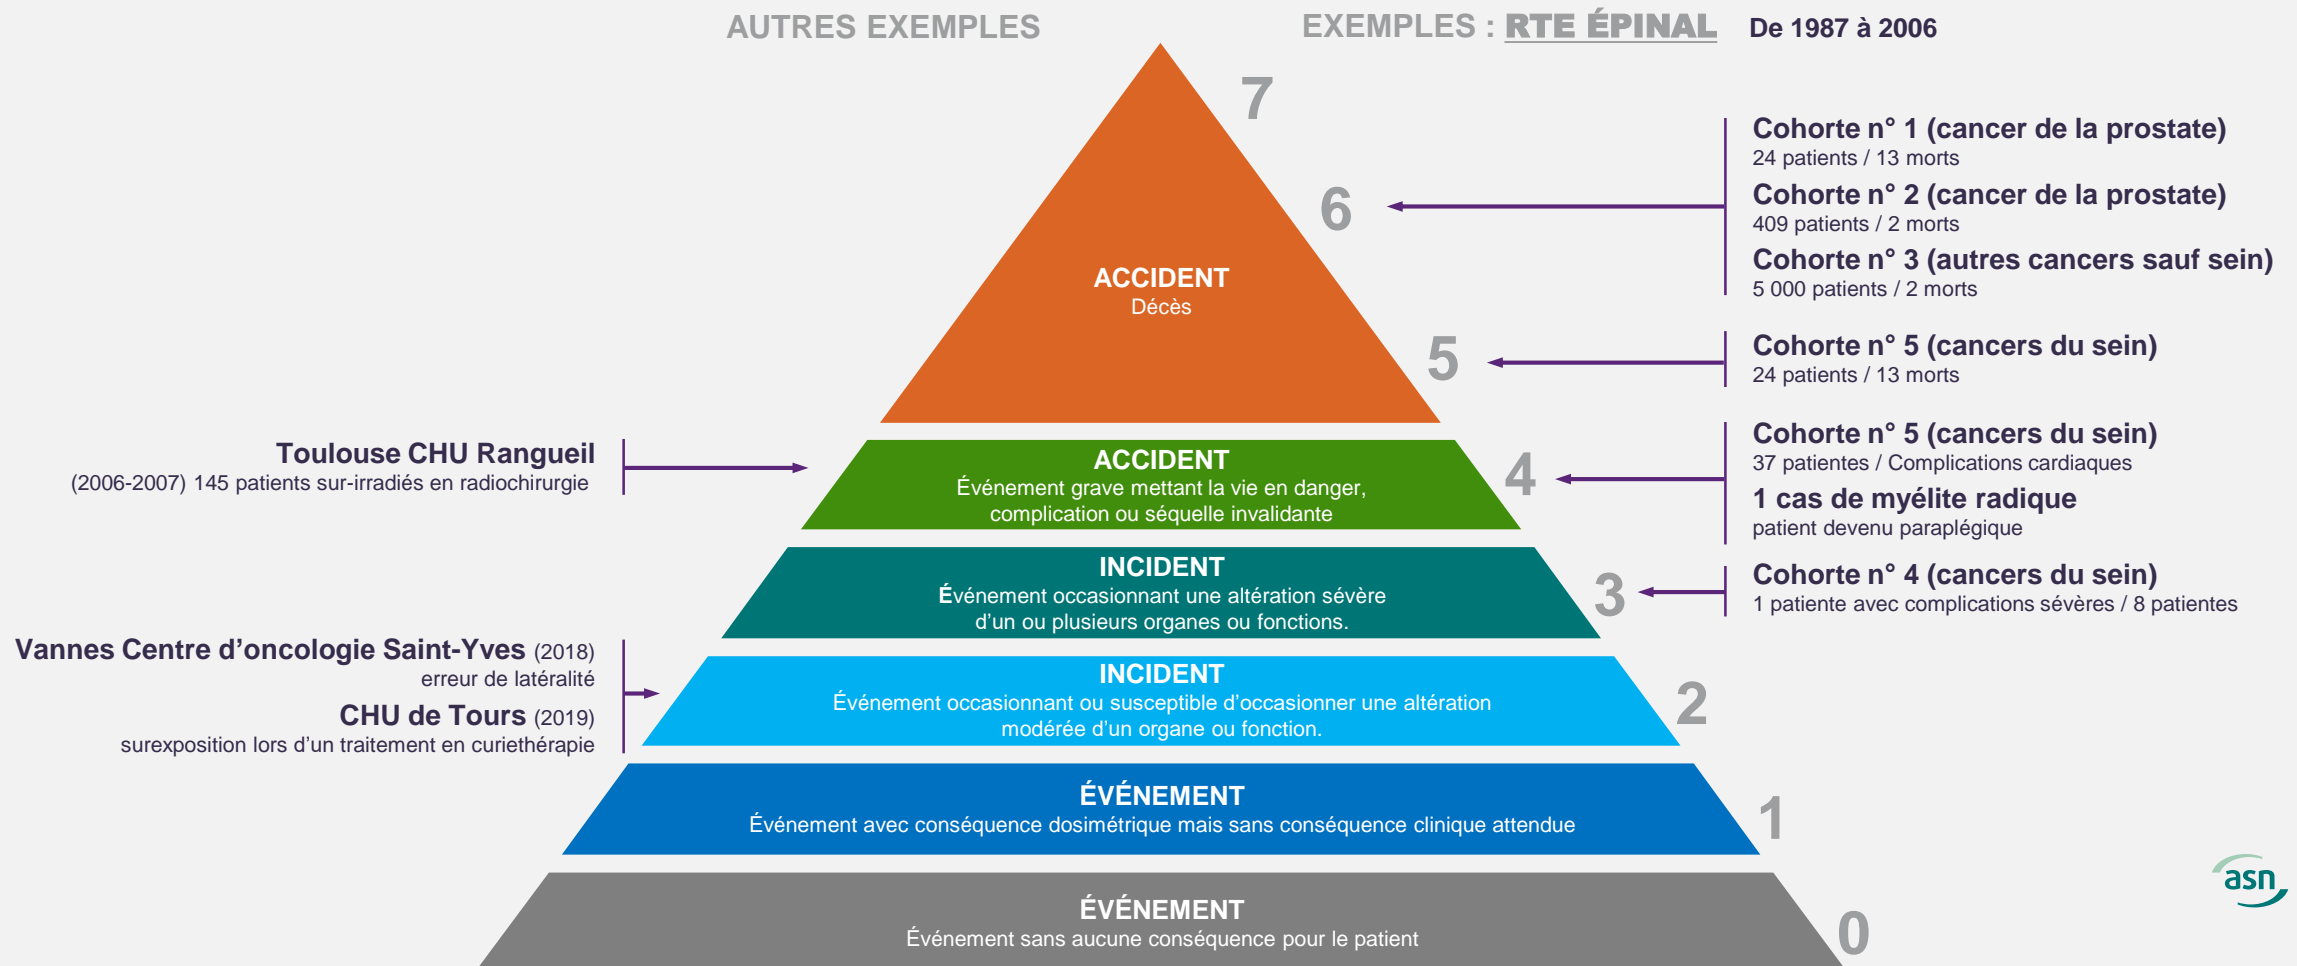 AUTRES EXEMPLES
EXEMPLES : RTE ÉPINAL De 1987 à 2006
7
6
5
4
3
2
1
0
ACCIDENT
Décès
ACCIDENT
Événement grave mettant la vie en danger,
complication ou séquelle invalidante
INCIDENT
Événement occasionnant une altération sévère
d'un ou plusieurs organes ou fonctions.
INCIDENT
Événement occasionnant ou susceptible d'occasionner une altération
modérée d'un organe ou fonction.
ÉVÉNEMENT
Événement avec conséquence dosimétrique mais sans conséquence clinique attendue
ÉVÉNEMENT
Événement sans aucune conséquence pour le patient
Toulouse CHU Rangueil
(2006-2007) 145 patients sur-irradiés en radiochirurgie
Vannes Centre d'oncologie Saint-Yves (2018)
erreur de latéralité
CHU de Tours (2019)
surexposition lors d'un traitement en curiethérapie
Cohorte n° 1 (cancer de la prostate)
24 patients / 13 morts
Cohorte n° 2 (cancer de la prostate)
409 patients / 2 morts
Cohorte n° 3 (autres cancers sauf sein)
5 000 patients / 2 morts
Cohorte n° 5 (cancers du sein)
24 patients / 13 morts
Cohorte n° 5 (cancers du sein)
37 patientes / Complications cardiaques
1 cas de myélite radique
patient devenu paraplégique
Cohorte n° 4 (cancers du sein)
1 patiente avec complications sévères / 8 patientes
asn